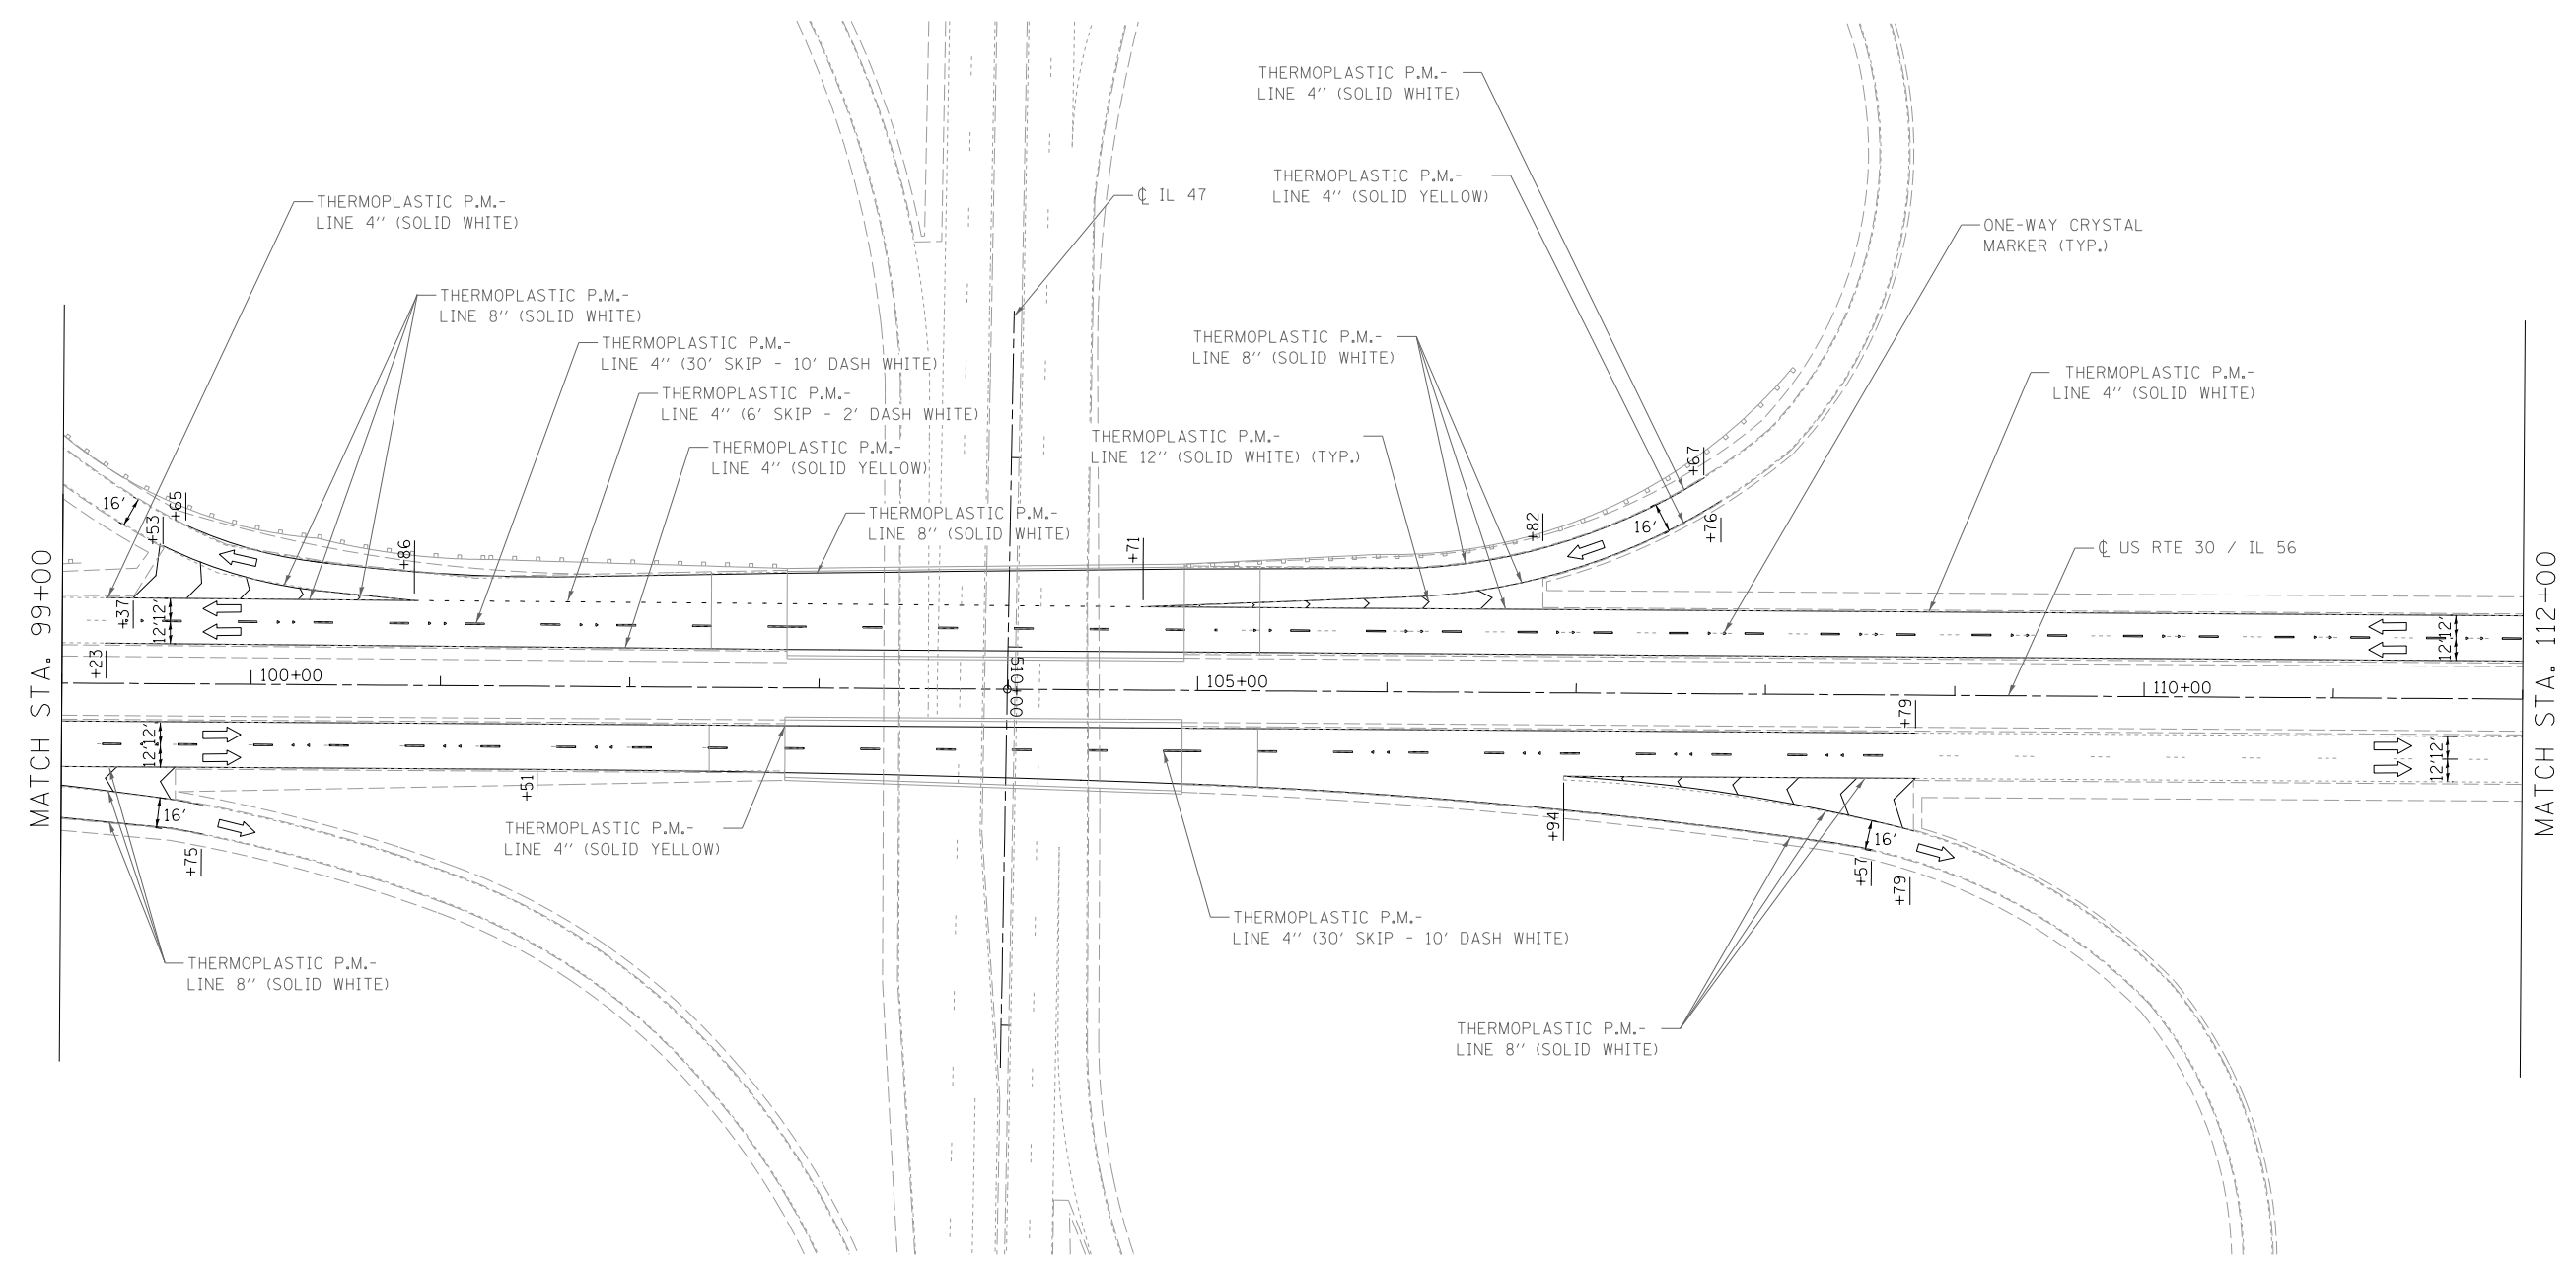 THERMOPLASTIC P.M.-
LINE 4'' (SOLID WHITE)
THERMOPLASTIC P.M.-
LINE 4'' (SOLID YELLOW)
℄ IL 47
THERMOPLASTIC P.M.-
LINE 4'' (SOLID WHITE)
ONE-WAY CRYSTAL
MARKER (TYP.)
THERMOPLASTIC P.M.-
LINE 8'' (SOLID WHITE)
THERMOPLASTIC P.M.-
LINE 4'' (30' SKIP - 10' DASH WHITE)
THERMOPLASTIC P.M.-
LINE 8'' (SOLID WHITE)
THERMOPLASTIC P.M.-
LINE 4'' (SOLID WHITE)
THERMOPLASTIC P.M.-
LINE 4'' (6' SKIP - 2' DASH WHITE)
THERMOPLASTIC P.M.-
LINE 4'' (SOLID YELLOW)
THERMOPLASTIC P.M.-
LINE 12'' (SOLID WHITE) (TYP.)
THERMOPLASTIC P.M.-
LINE 8'' (SOLID WHITE)
16'
+65
+53
+86
+71
+82
16'
+67
+76
℄ US RTE 30 / IL 56
MATCH STA. 99+00
MATCH STA. 112+00
+37
12'
12'
12'
12'
+23
100+00
510+00
105+00
110+00
+79
12'
12'
12'
12'
+51
16'
+75
THERMOPLASTIC P.M.-
LINE 4'' (SOLID YELLOW)
+94
16'
+57
+79
THERMOPLASTIC P.M.-
LINE 4'' (30' SKIP - 10' DASH WHITE)
THERMOPLASTIC P.M.-
LINE 8'' (SOLID WHITE)
THERMOPLASTIC P.M.-
LINE 8'' (SOLID WHITE)